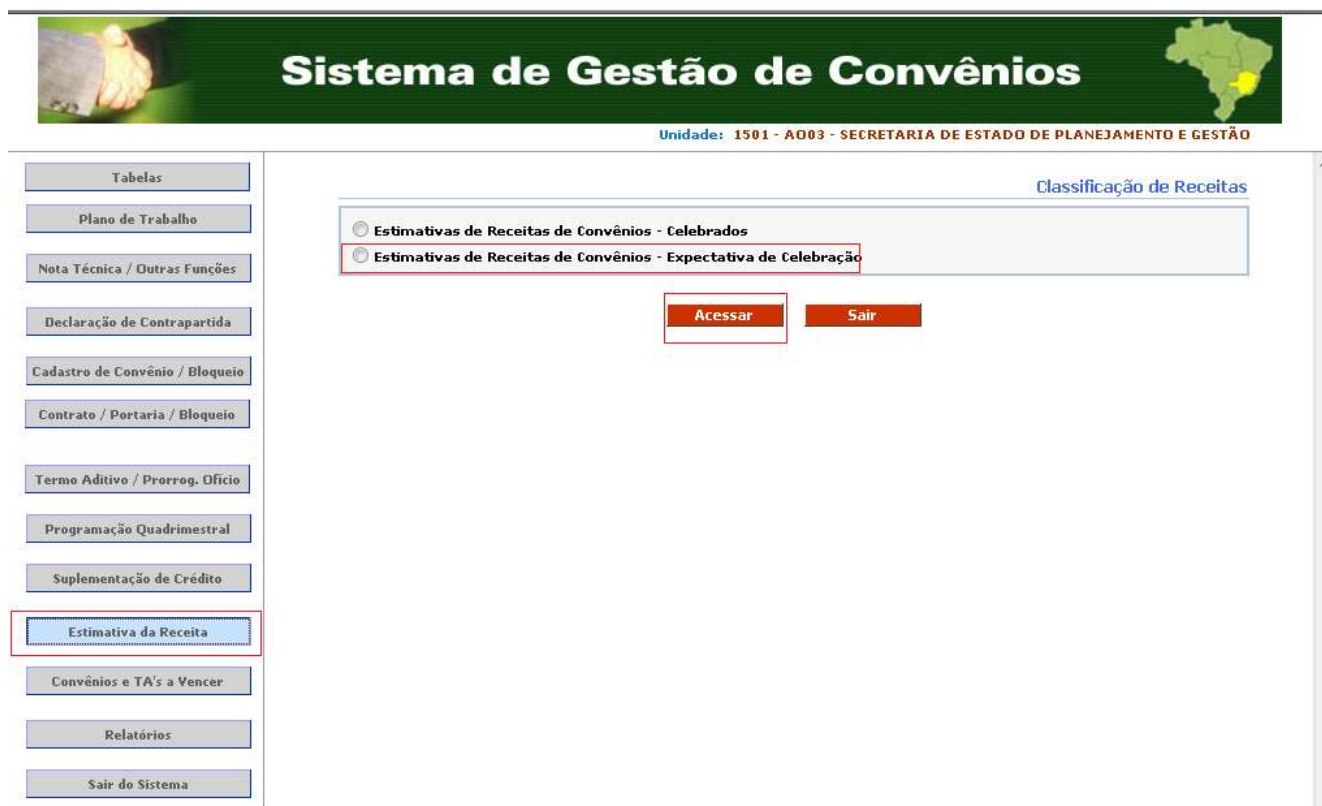 Sistema de Gestão de Convênios
Unidade: 1501 - AO03 - SECRETARIA DE ESTADO DE PLANEJAMENTO E GESTÃO
Tabelas
Plano de Trabalho
Nota Técnica / Outras Funções
Declaração de Contrapartida
Cadastro de Convênio / Bloqueio
Contrato / Portaria / Bloqueio
Termo Aditivo / Prorrog. Ofício
Programação Quadrimestral
Suplementação de Crédito
Estimativa da Receita
Convênios e TA's a Vencer
Relatórios
Sair do Sistema
Classificação de Receitas
Estimativas de Receitas de Convênios - Celebrados
Estimativas de Receitas de Convênios - Expectativa de Celebração
Acessar Sair